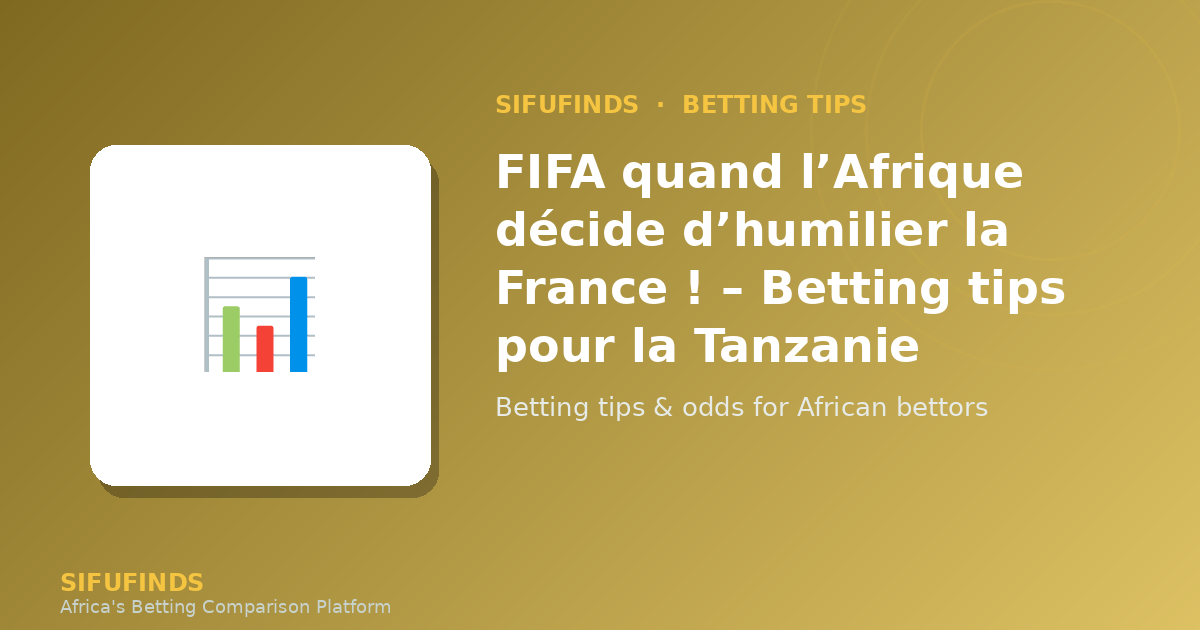 SIFUFINDS · BETTING TIPS
FIFA quand l’Afrique
décide d’humilier la
France ! – Betting tips
pour la Tanzanie
Betting tips & odds for African bettors
SIFUFINDS
Africa's Betting Comparison Platform